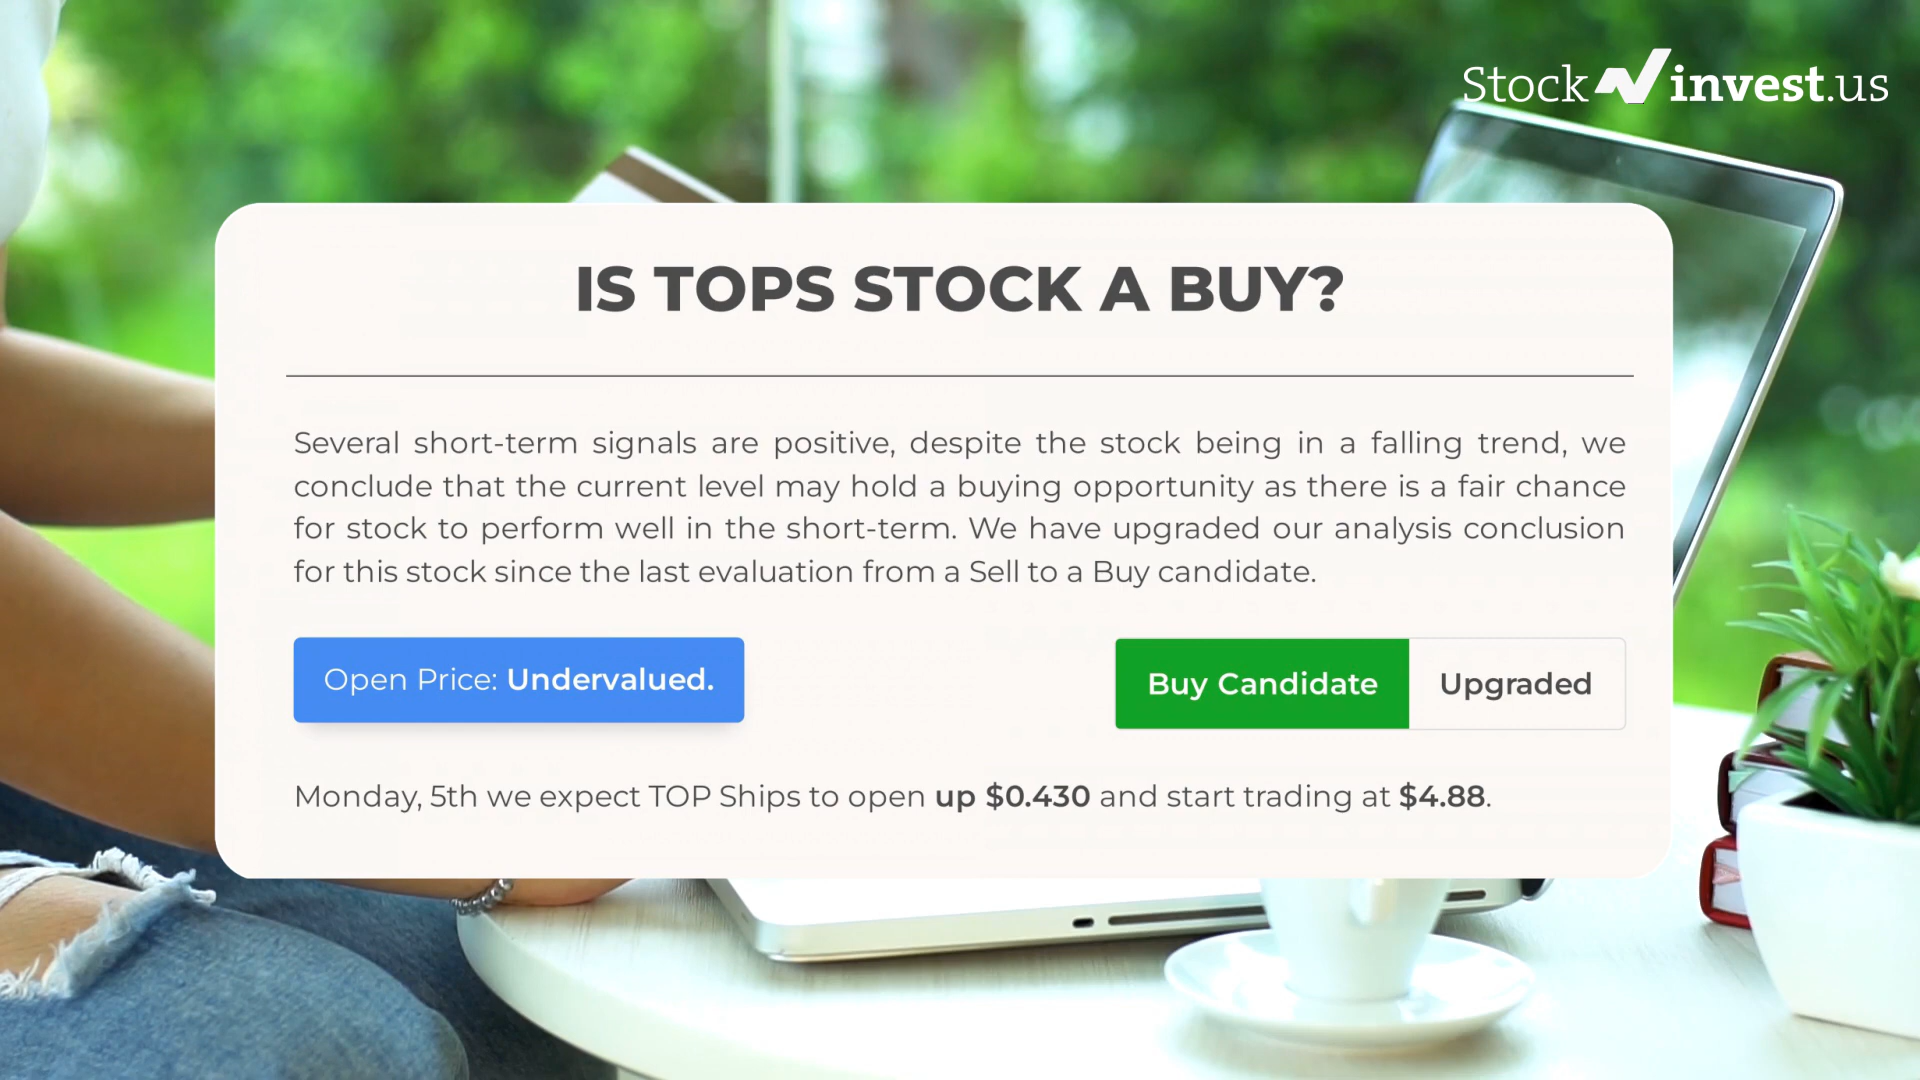 Stock invest.us
IS TOPS STOCK A BUY?
Several short-term signals are positive, despite the stock being in a falling trend, we
conclude that the current level may hold a buying opportunity as there is a fair chance
for stock to perform well in the short-term. We have upgraded our analysis conclusion
for this stock since the last evaluation from a Sell to a Buy candidate.
Open Price: Undervalued.
Buy Candidate Upgraded
Monday, 5th we expect TOP Ships to open up $0.430 and start trading at $4.88.